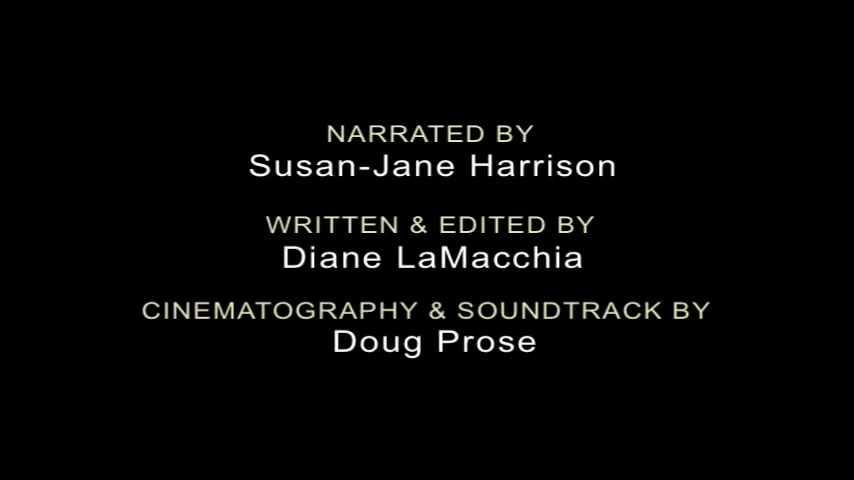 NARRATED BY
Susan-Jane Harrison
WRITTEN & EDITED BY
Diane LaMacchia
CINEMATOGRAPHY & SOUNDTRACK BY
Doug Prose